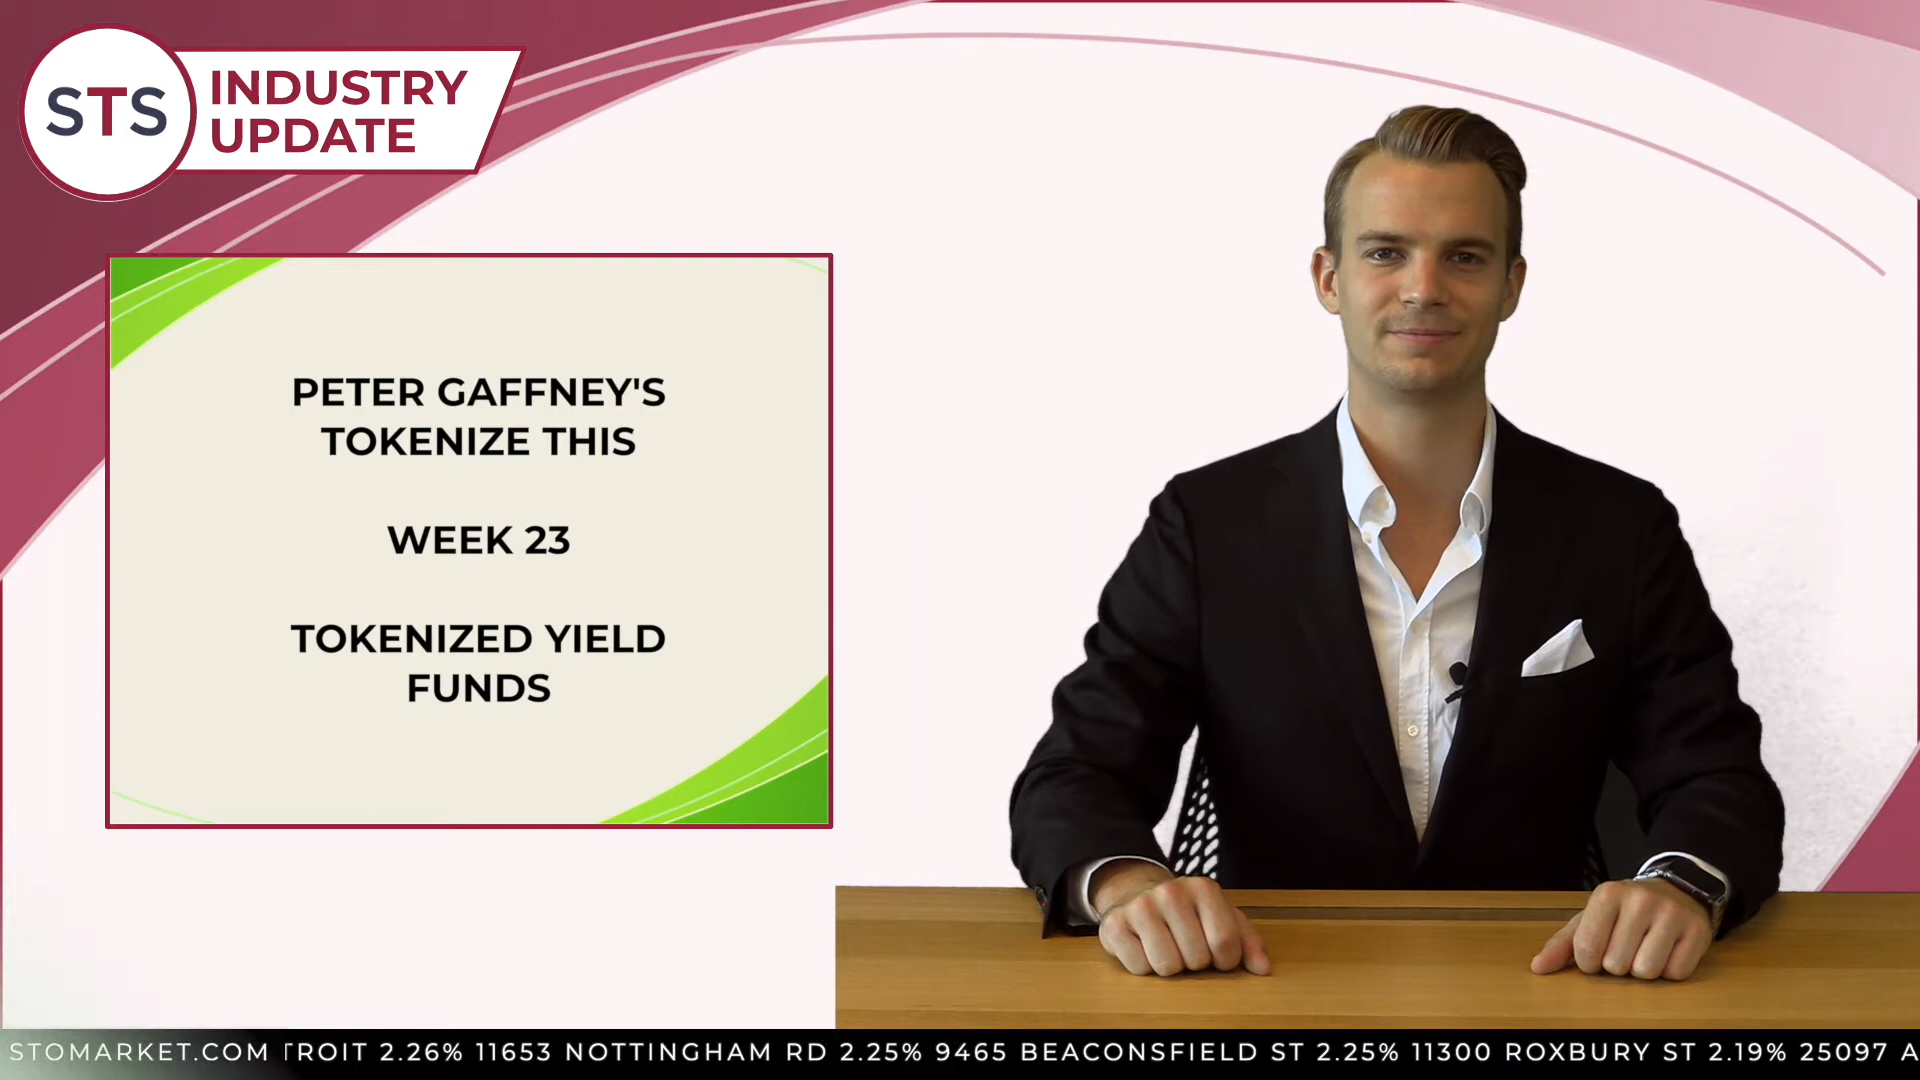 STS
INDUSTRY
UPDATE
PETER GAFFNEY'S
TOKENIZE THIS
WEEK 23
TOKENIZED YIELD
FUNDS
STOMARKET.COM TROIT 2.26% 11653 NOTTINGHAM RD 2.25% 9465 BEACONSFIELD ST 2.25% 11300 ROXBURY ST 2.19% 25097 A